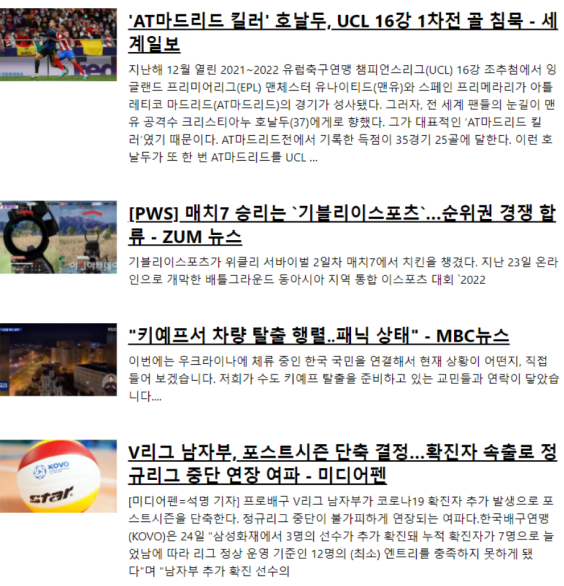 'AT마드리드 킬러' 호날두, UCL 16강 1차전 골 침묵 - 세
계일보
지난해 12월 열린 2021~2022 유럽축구연맹 챔피언스리그(UCL) 16강 조추첨에서 잉
글랜드 프리미어리그(EPL) 맨체스터 유나이티드(맨유)와 스페인 프리메라리가 아틀
레티코 마드리드(AT마드리드)의 경기가 성사됐다. 그러자, 전 세계 팬들의 눈길이 맨
유 공격수 크리스티아누 호날두(37)에게로 향했다. 그가 대표적인 'AT마드리드 킬
러'였기 때문이다. AT마드리드전에서 기록한 득점이 35경기 25골에 달한다. 이런 호
날두가 또 한 번 AT마드리드를 UCL ...
[PWS] 매치7 승리는 `기블리이스포츠`...순위권 경쟁 합
류 - ZUM 뉴스
기블리이스포츠가 위클리 서바이벌 2일차 매치7에서 치킨을 챙겼다. 지난 23일 온라
인으로 개막한 배틀그라운드 동아시아 지역 통합 이스포츠 대회 `2022
"키예프서 차량 탈출 행렬..패닉 상태" - MBC뉴스
이번에는 우크라이나에 체류 중인 한국 국민을 연결해서 현재 상황이 어떤지, 직접
들어 보겠습니다. 저희가 수도 키예프 탈출을 준비하고 있는 교민들과 연락이 닿았습
니다....
V리그 남자부, 포스트시즌 단축 결정...확진자 속출로 정
규리그 중단 연장 여파 - 미디어펜
KOVO
star
[미디어펜=석명 기자] 프로배구 V리그 남자부가 코로나19 확진자 추가 발생으로 포
스트시즌을 단축한다. 정규리그 중단이 불가피하게 연장되는 여파다.한국배구연맹
(KOVO)은 24일 "삼성화재에서 3명의 선수가 추가 확진돼 누적 확진자가 7명으로 늘
었남에 따라 리그 정상 운영 기준인 12명의 (최소) 엔트리를 충족하지 못하게 됐
다"며 "남자부 추가 확진 선수의